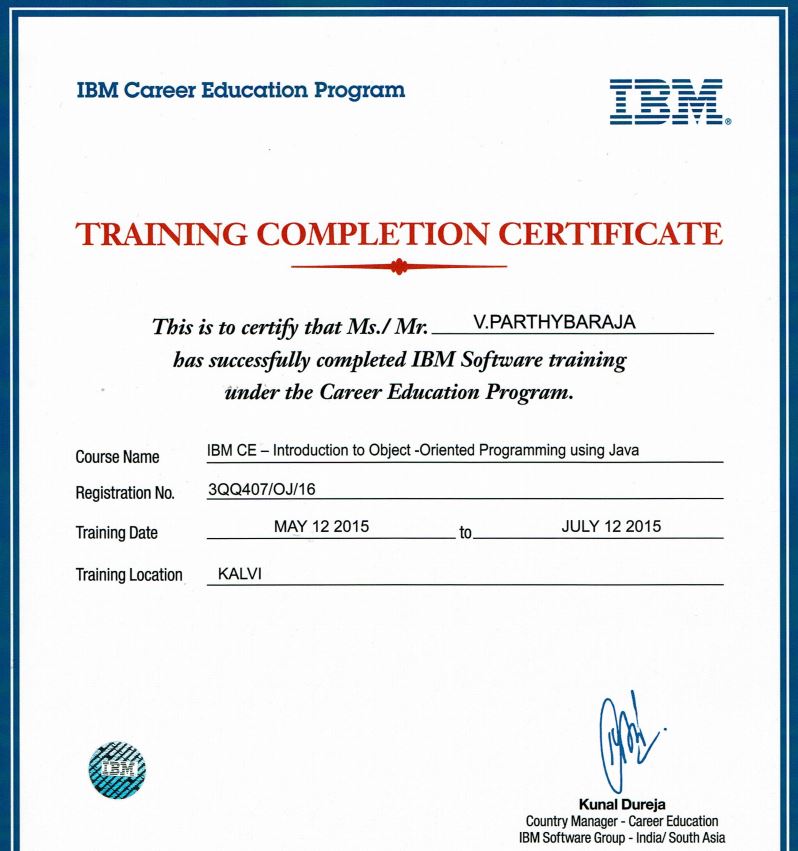 IBM Career Education Program
IBM®
TRAINING COMPLETION CERTIFICATE
This is to certify that Ms./ Mr. V.PARTHYBARAJA
has successfully completed IBM Software training
under the Career Education Program.
Course Name IBM CE – Introduction to Object -Oriented Programming using Java
Registration No. 3QQ407/OJ/16
Training Date MAY 12 2015 to JULY 12 2015
Training Location KALVI
IBM
Kunal Dureja
Country Manager - Career Education
IBM Software Group - India/ South Asia